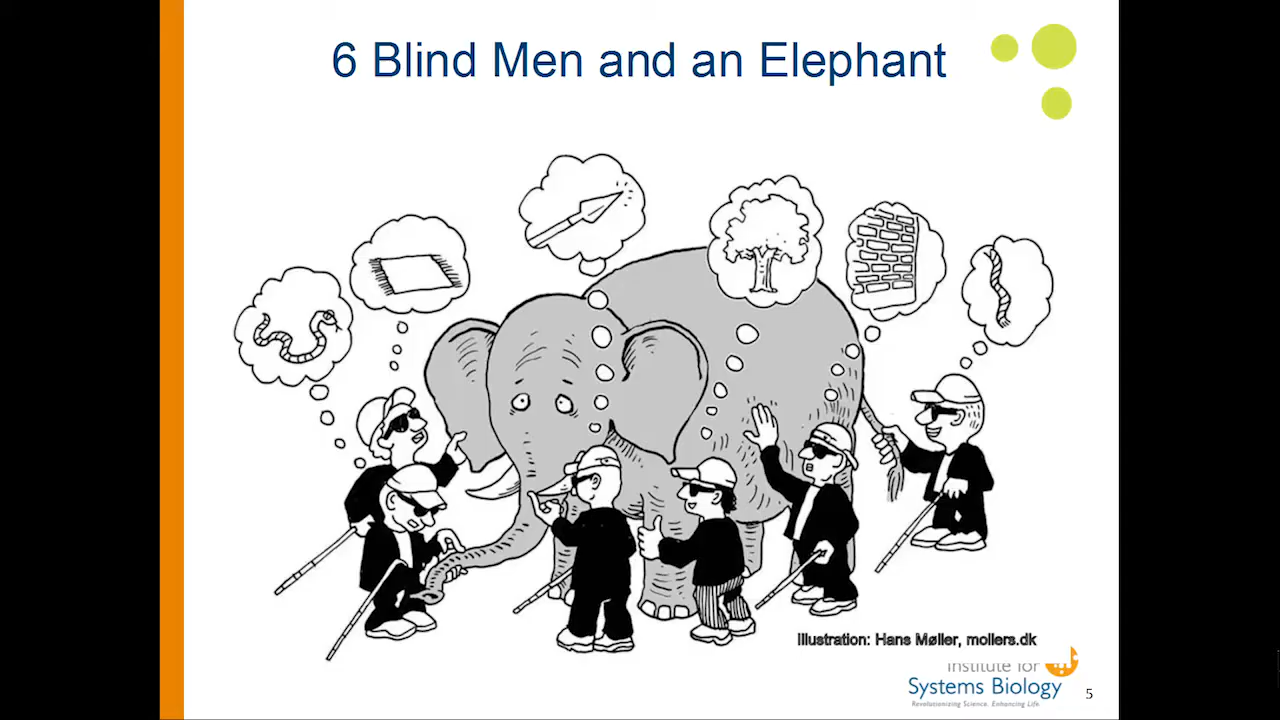 6 Blind Men and an Elephant
Illustration: Hans Møller, mollers.dk
Institute for
Systems Biology
Revolutionizing Science. Enhancing Life.
5